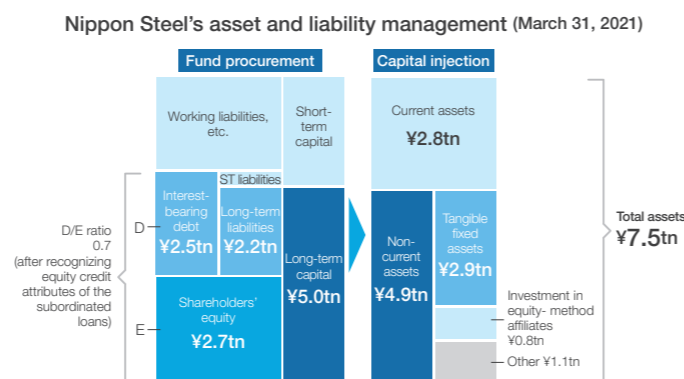 Nippon Steel's asset and liability management (March 31, 2021)
Fund procurement
Capital injection
Working liabilities,
etc.
Short-
term
capital
Current assets
¥2.8tn
ST liabilities
Interest-
bearing
debt
¥2.5tn
Long-term
liabilities
¥2.2tn
D
D/E ratio
0.7
(after recognizing
equity credit
attributes of the
subordinated
loans)
E
Shareholders'
equity
¥2.7tn
Long-term
capital
¥5.0tn
Non-
current
assets
¥4.9tn
Tangible
fixed
assets
¥2.9tn
Investment in
equity- method
affiliates
¥0.8tn
Other ¥1.1tn
Total assets
¥7.5tn